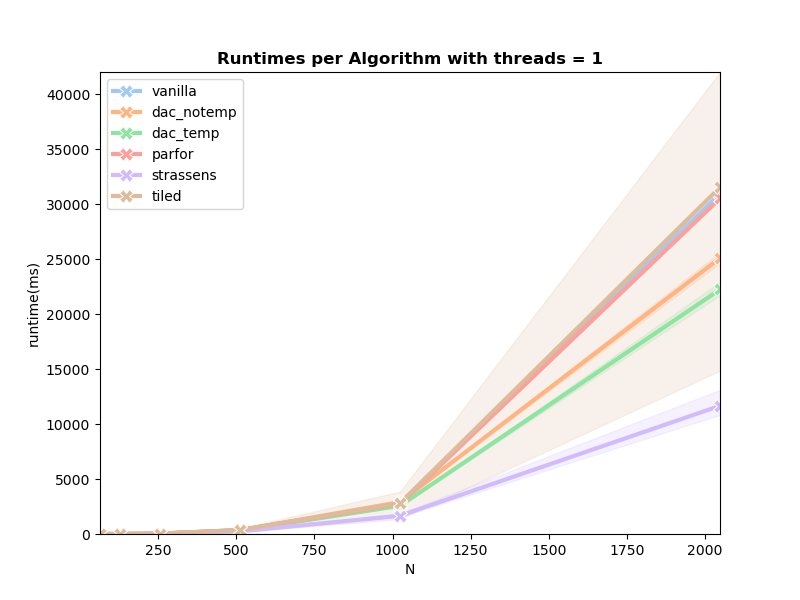 Runtimes per Algorithm with threads = 1
vanilla
dac_notemp
dac_temp
parfor
strassens
tiled
runtime(ms)
40000
35000
30000
25000
20000
15000
10000
5000
0
250 500 750 1000 1250 1500 1750 2000
N